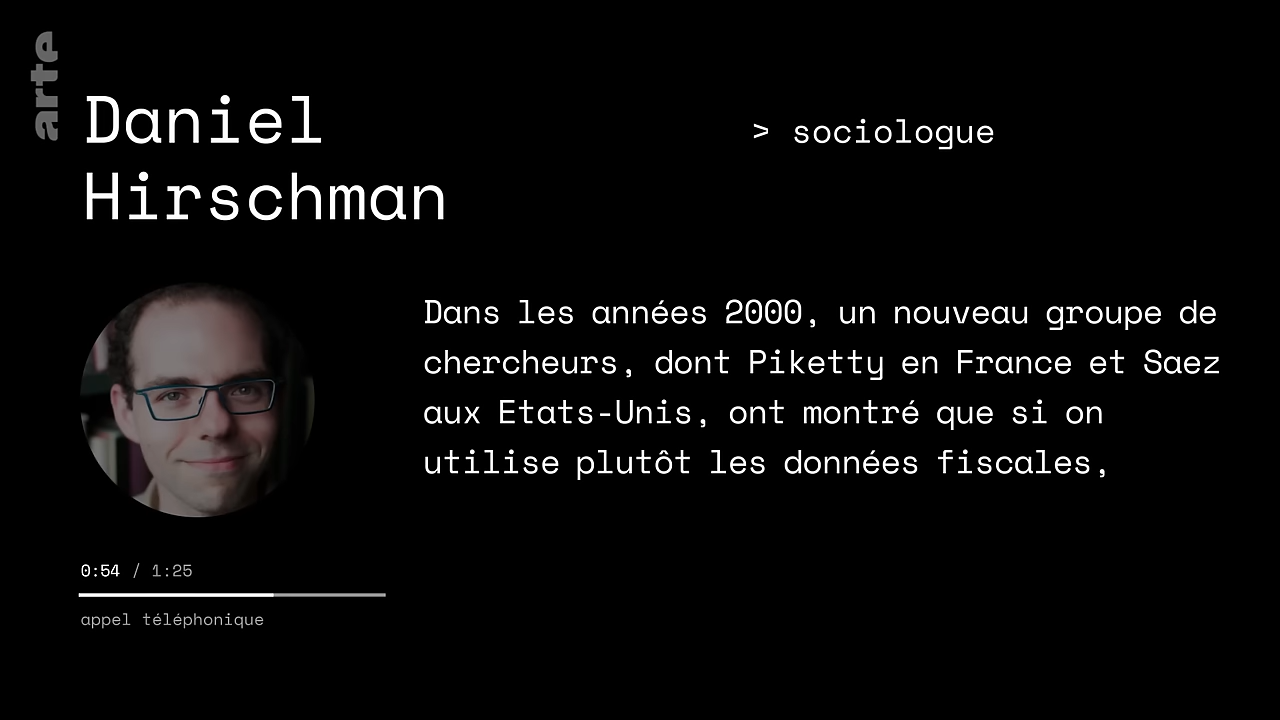 arte
Daniel
Hirschman
> sociologue
Dans les années 2000, un nouveau groupe de
chercheurs, dont Piketty en France et Saez
aux Etats-Unis, ont montré que si on
utilise plutôt les données fiscales,
0:54 / 1:25
appel téléphonique